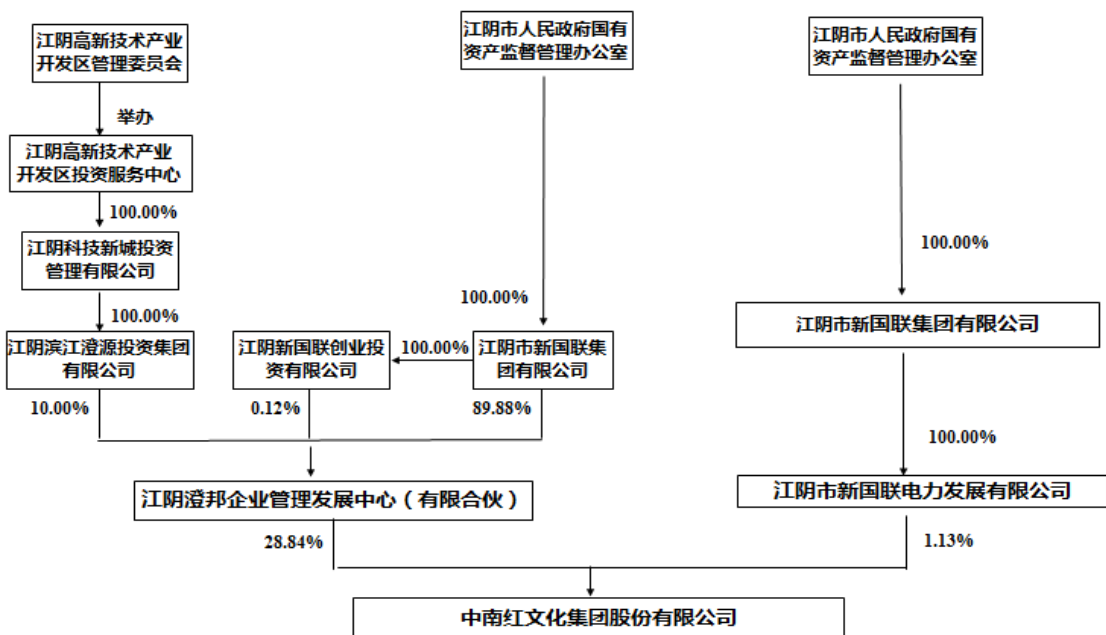 江阴高新技术产业
开发区管理委员会
江阴市人民政府国有
资产监督管理办公室
江阴市人民政府国有
资产监督管理办公室
举办
江阴高新技术产业
开发区投资服务中心
100.00%
江阴科技新城投资
管理有限公司
100.00%
100.00%
100.00%
江阴市新国联集团有限公司
江阴滨江澄源投资集团
有限公司
江阴新国联创业投
资有限公司
100.00%
江阴市新国联集
团有限公司
10.00%
0.12%
89.88%
100.00%
江阴澄邦企业管理发展中心（有限合伙）
江阴市新国联电力发展有限公司
28.84%
1.13%
中南红文化集团股份有限公司